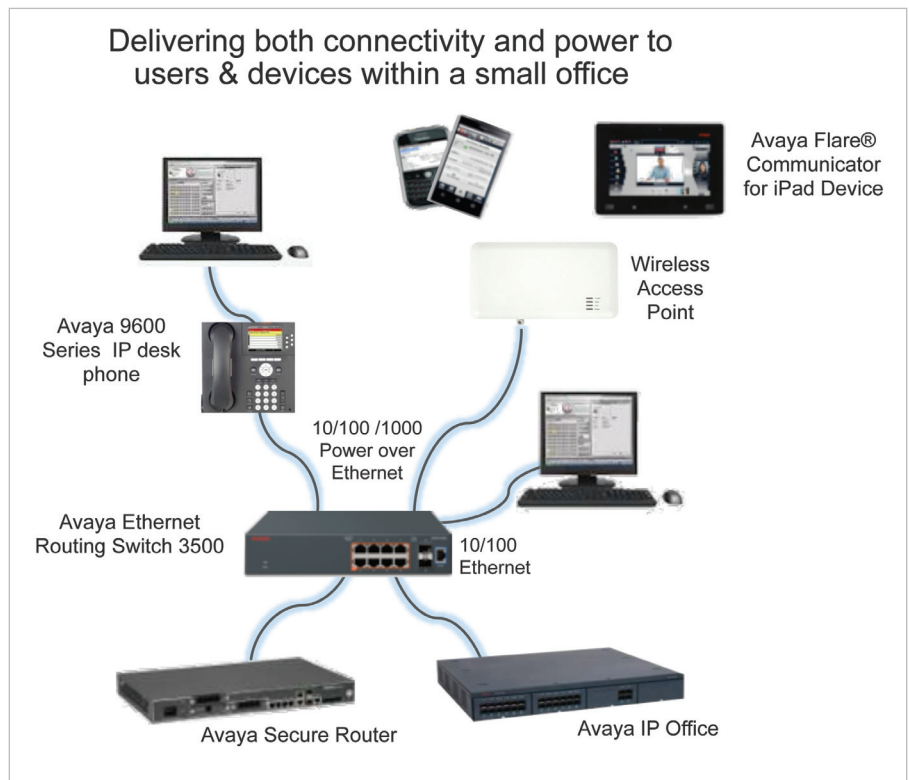 Delivering both connectivity and power to
users & devices within a small office
Avaya Flare®
Communicator
for iPad Device
Wireless
Access
Point
Avaya 9600
Series IP desk
phone
10/100 /1000
Power over
Ethernet
Avaya Ethernet
Routing Switch 3500
10/100
Ethernet
Avaya Secure Router
Avaya IP Office